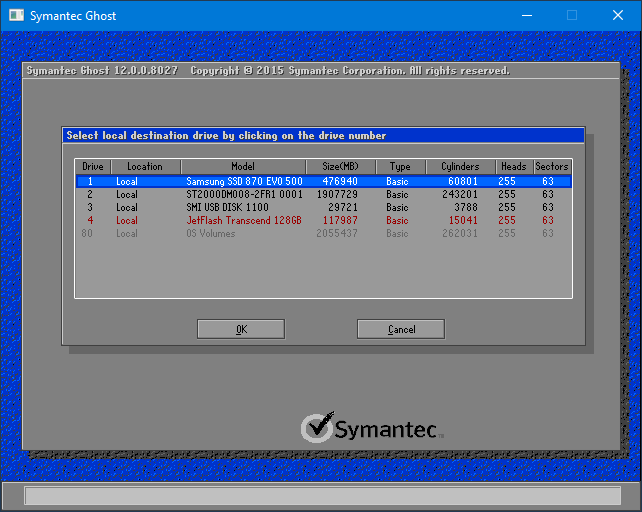 Symantec Ghost
Symantec Ghost 12.0.0.8027 Copyright © 2015 Symantec Corporation. All rights reserved.
Select local destination drive by clicking on the drive number
Drive Location Model Size(MB) Type Cylinders Heads Sectors
1 Local Samsung SSD 870 EVO 500 476940 Basic 60801 255 63
2 Local ST2000DM008-2FR1 0001 1907729 Basic 243201 255 63
3 Local SMI USB DISK 1100 29721 Basic 3788 255 63
4 Local JetFlash Transcend 128GB 117987 Basic 15041 255 63
80 Local OS Volumes 2055437 Basic 262031 255 63
OK Cancel
Symantec™